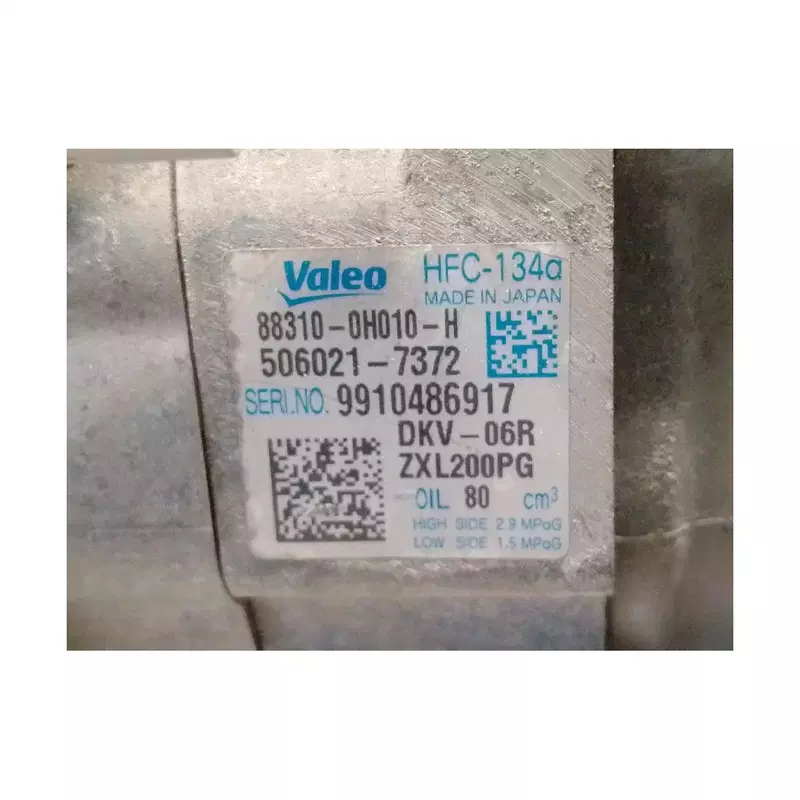 Valeo HFC-134a
MADE IN JAPAN
88310-0H010-H
506021-7372
SERI.NO. 9910486917
DKV-06R
ZXL200PG
OIL 80 cm³
HIGH SIDE 2.9 MPaG
LOW SIDE 1.5 MPaG